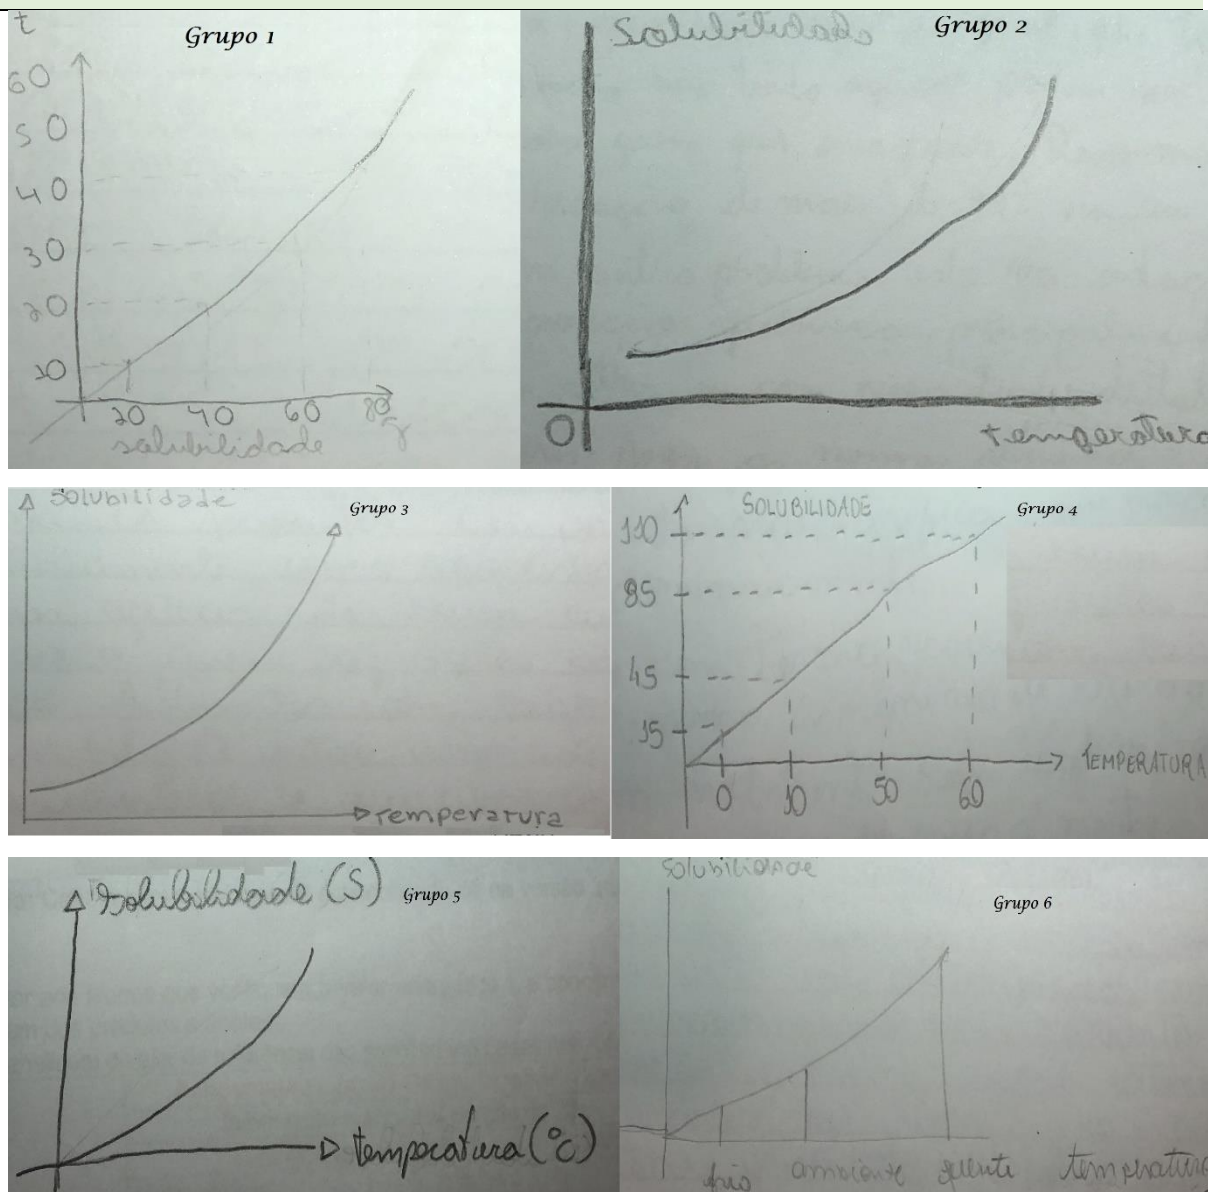 t
Grupo 1
60
50
40
30
20
10
20 40 60 80
solubilidade
Solubilidade
Grupo 2
0
temperatura
Solubilidade
Grupo 3
temperatura
SOLUBILIDADE
Grupo 4
110
85
45
15
0 10 50 60
TEMPERATURA
Solubilidade (S)
Grupo 5
temperatura (°C)
solubilidade
Grupo 6
frio ambiente quente temperatura